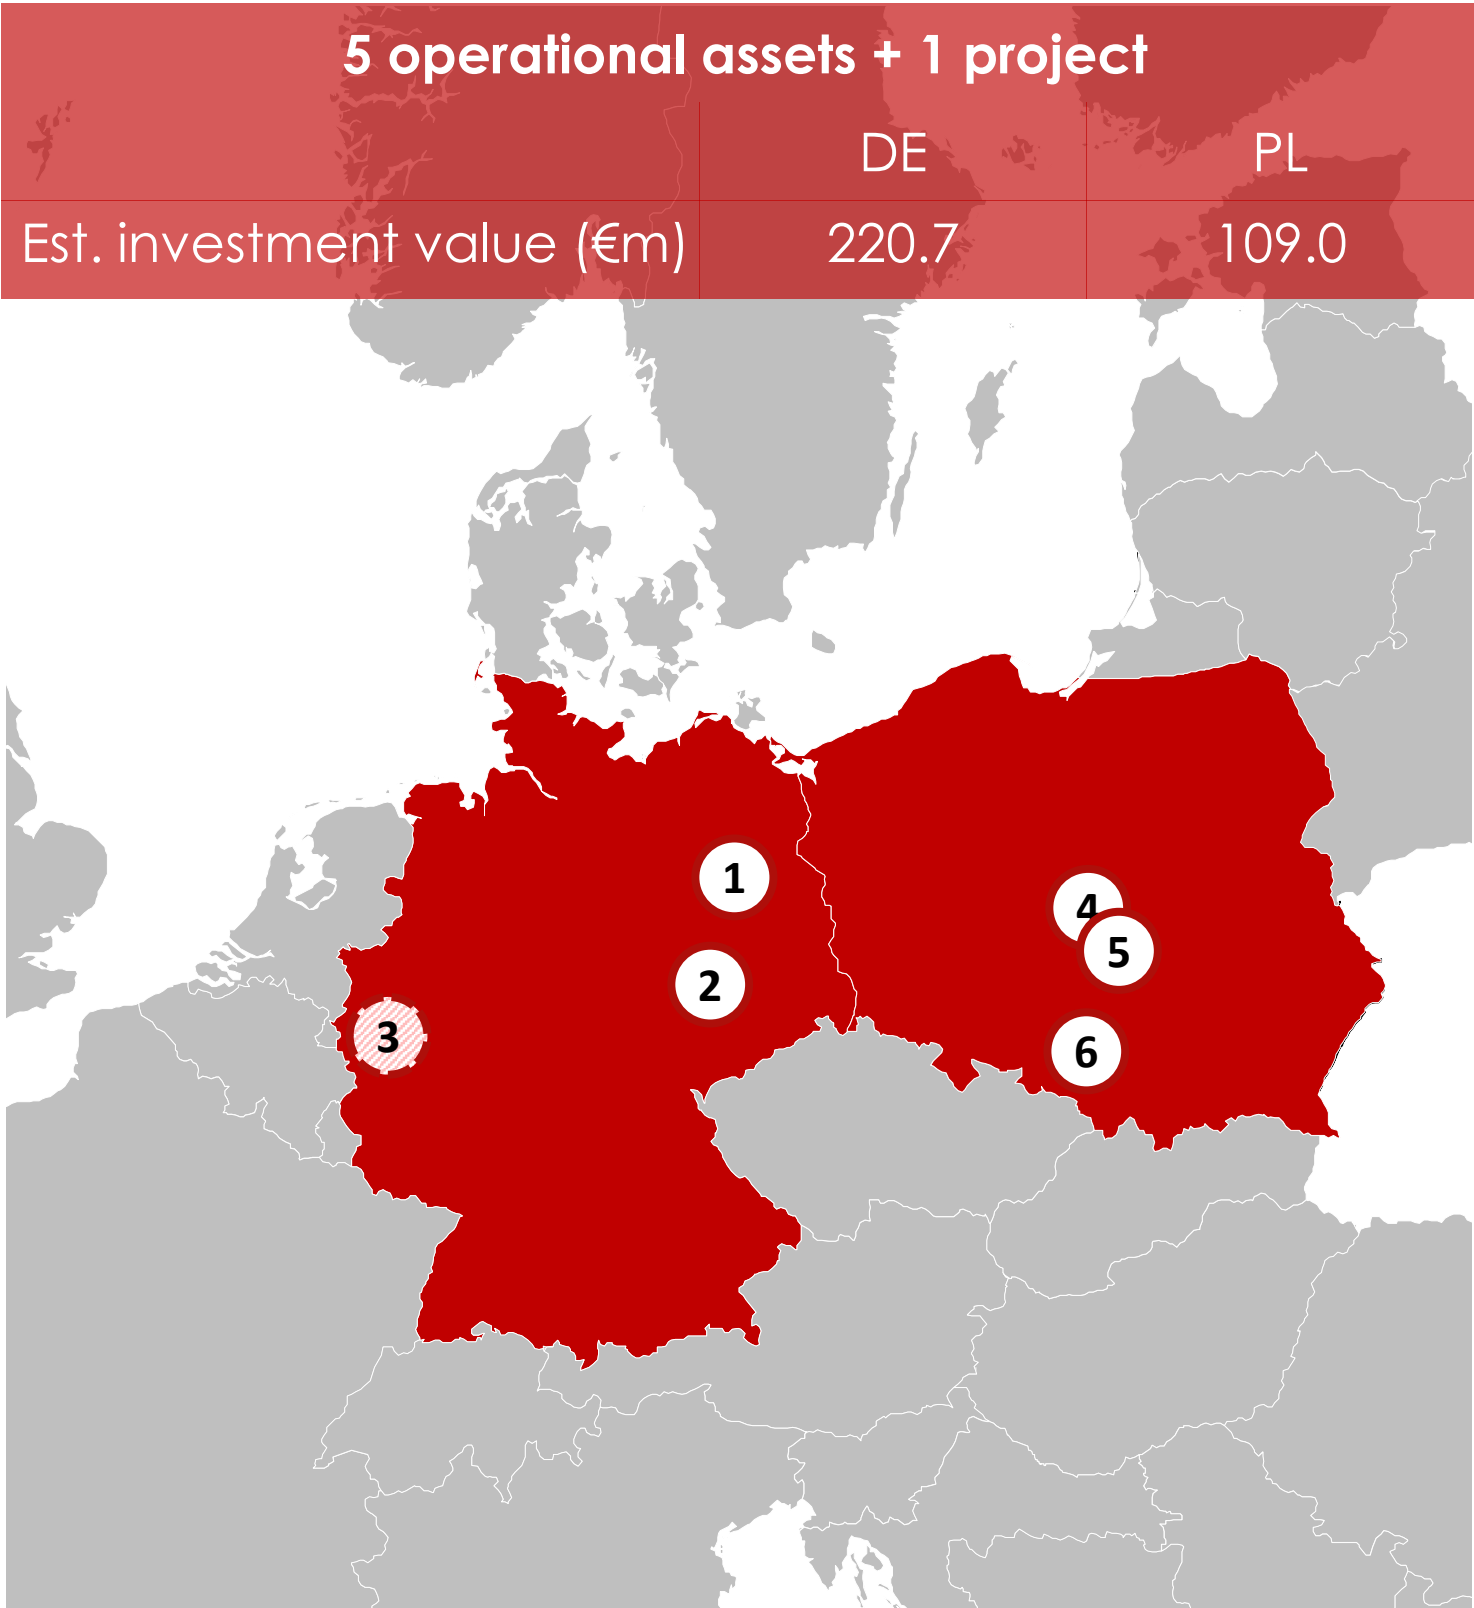 5 operational assets + 1 project
DE PL
Est. investment value (€m) 220.7 109.0
1
4
5
2
3
6